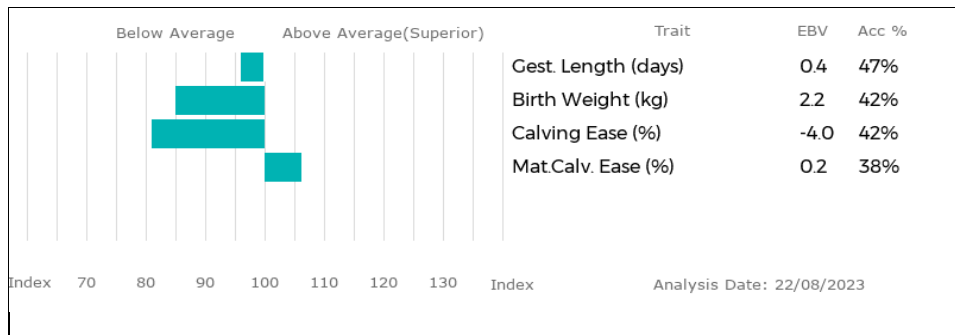 Below Average Above Average(Superior) Trait EBV Acc %
Gest. Length (days) 0.4 47%
Birth Weight (kg) 2.2 42%
Calving Ease (%) -4.0 42%
Mat.Calv. Ease (%) 0.2 38%
Index 70 80 90 100 110 120 130 Index Analysis Date: 22/08/2023